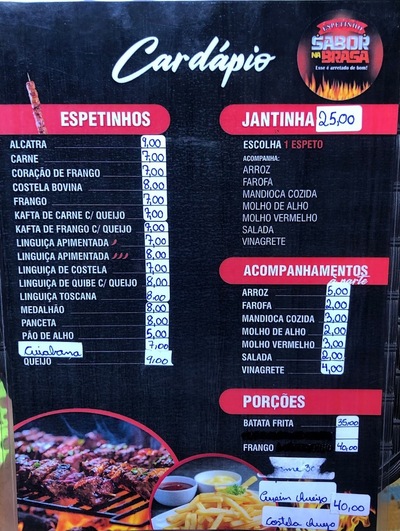 Cardápio
ESPETINHO
SABOR
NA BRASA
Esse é arretado de bom!
ESPETINHOS
ALCATRA 9,00
CARNE 7,00
CORAÇÃO DE FRANGO 7,00
COSTELA BOVINA 8,00
FRANGO 7,00
KAFTA DE CARNE C/ QUEIJO 7,00
KAFTA DE FRANGO C/ QUEIJO 9,00
LINGUIÇA APIMENTADA 7,00
LINGUIÇA APIMENTADA 8,00
LINGUIÇA DE COSTELA 7,00
LINGUIÇA DE QUIBE C/ QUEIJO 8,00
LINGUIÇA TOSCANA 8,00
MEDALHÃO 8,00
PANCETA 8,00
PÃO DE ALHO 5,00
Cuiabana 7,00
QUEIJO 9,00
JANTINHA 25,00
ESCOLHA 1 ESPETO
ACOMPANHA:
ARROZ
FAROFA
MANDIOCA COZIDA
MOLHO DE ALHO
MOLHO VERMELHO
SALADA
VINAGRETE
ACOMPANHAMENTOS
à parte
ARROZ 5,00
FAROFA 2,00
MANDIOCA COZIDA 3,00
MOLHO DE ALHO 2,00
MOLHO VERMELHO 3,00
SALADA 2,00
VINAGRETE 4,00
PORÇÕES
BATATA FRITA 35,00
FRANGO 40,00
Cupim chueijo 40,00
Costela